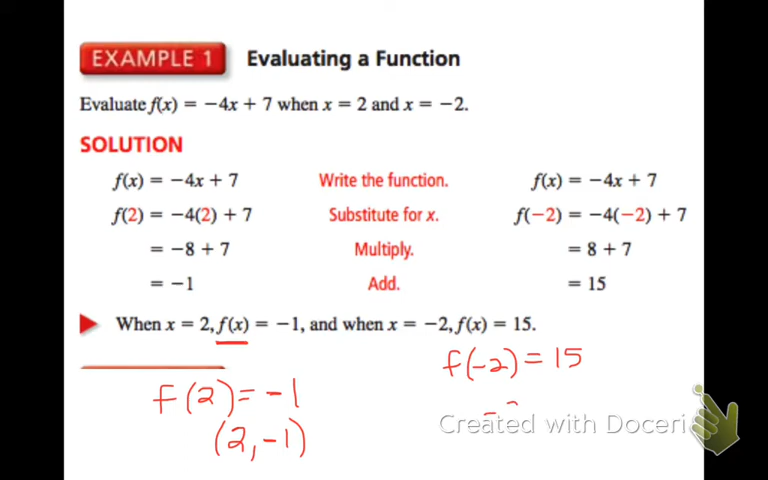 EXAMPLE 1 Evaluating a Function
Evaluate f(x) = −4x + 7 when x = 2 and x = −2.
SOLUTION
f(x) = −4x + 7 Write the function. f(x) = −4x + 7
f(2) = −4(2) + 7 Substitute for x. f(−2) = −4(−2) + 7
= −8 + 7 Multiply. = 8 + 7
= −1 Add. = 15
When x = 2, f(x) = −1, and when x = −2, f(x) = 15.
f(-2) = 15
f(2) = -1
(2, -1)
Created with Doceri